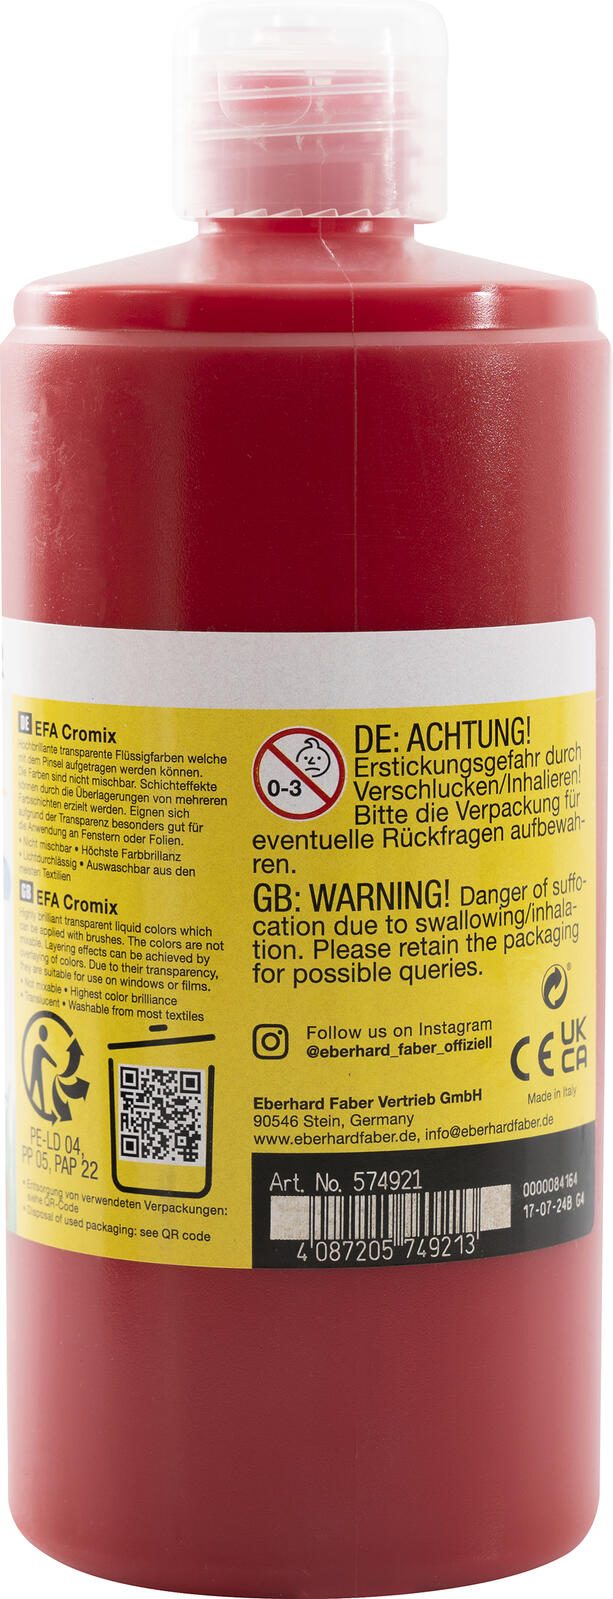 DE EFA Cromix
Hochbrillante transparente Flüssigfarben welche
mit dem Pinsel aufgetragen werden können.
Die Farben sind nicht mischbar. Schichteffekte
können durch die Überlagerungen von mehreren
Farbschichten erzielt werden. Eignen sich
aufgrund der Transparenz besonders gut für
die Anwendung an Fenstern oder Folien.
• Nicht mischbar • Höchste Farbbrillanz
• Lichtdurchlässig • Auswaschbar aus den
meisten Textilien
GB EFA Cromix
Highly brilliant transparent liquid colors which
can be applied with brushes. The colors are not
mixable. Layering effects can be achieved by
overlaying of colors. Due to their transparency,
they are suitable for use on windows or films.
• Not mixable • Highest color brilliance
• Translucent • Washable from most textiles
PE-LD 04,
PP 05, PAP 22
• Entsorgung von verwendeten Verpackungen:
siehe QR-Code
• Disposal of used packaging: see QR code
0-3
DE: ACHTUNG!
Erstickungsgefahr durch
Verschlucken/Inhalieren!
Bitte die Verpackung für
eventuelle Rückfragen aufbewah-
ren.
GB: WARNING! Danger of suffo-
cation due to swallowing/inhala-
tion. Please retain the packaging
for possible queries.
Follow us on Instagram
@eberhard_faber_offiziell
CE UK
CA
Made in Italy
Eberhard Faber Vertrieb GmbH
90546 Stein, Germany
www.eberhardfaber.de, info@eberhardfaber.de
Art. No. 574921
4 087205 749213
0000084164
17-07-24B G4